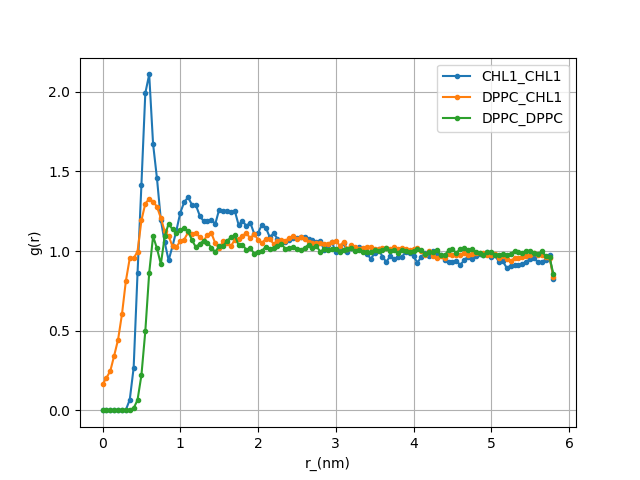 CHL1_CHL1
DPPC_CHL1
DPPC_DPPC
2.0
1.5
1.0
0.5
0.0
g(r)
0 1 2 3 4 5 6
r_(nm)